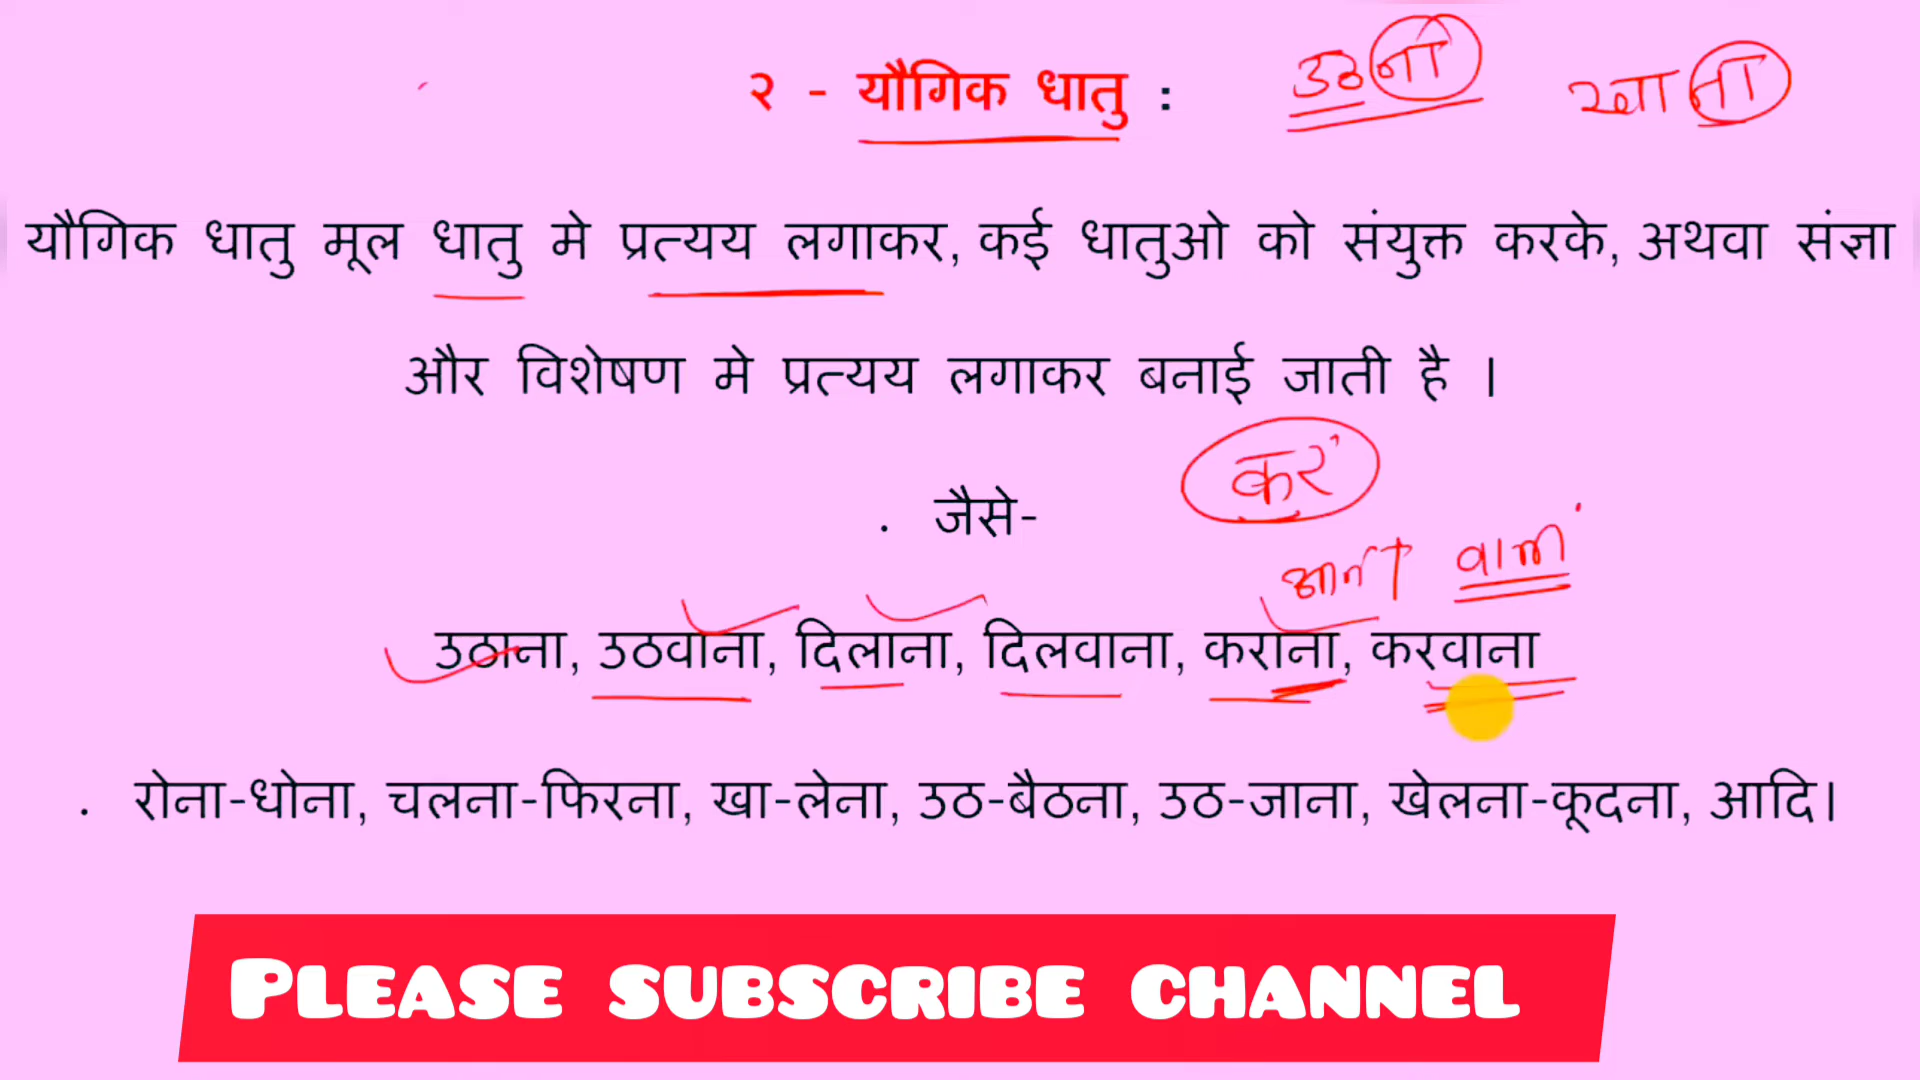 २ - यौगिक धातु : उठना खाना
यौगिक धातु मूल धातु मे प्रत्यय लगाकर, कई धातुओ को संयुक्त करके, अथवा संज्ञा
और विशेषण मे प्रत्यय लगाकर बनाई जाती है ।
कर
. जैसे-
उठाना, उठवाना, दिलाना, दिलवाना, कराना, करवाना
. रोना-धोना, चलना-फिरना, खा-लेना, उठ-बैठना, उठ-जाना, खेलना-कूदना, आदि।
PLEASE SUBSCRIBE CHANNEL